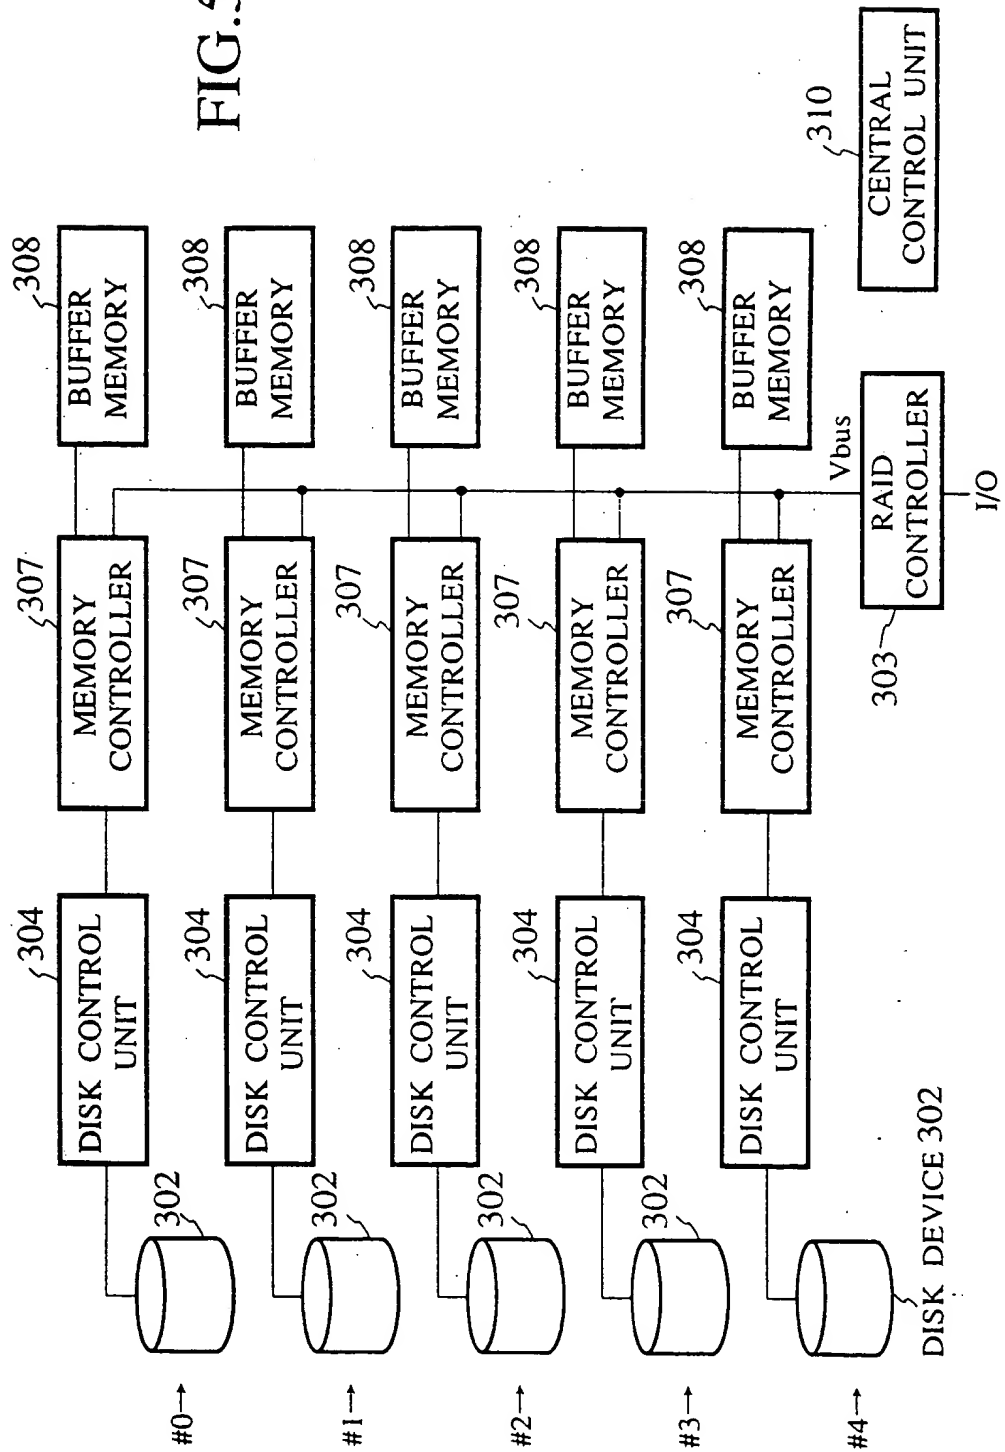 FIG.5
308
BUFFER
MEMORY
307
MEMORY
CONTROLLER
304
DISK CONTROL
UNIT
302
#0→
308
BUFFER
MEMORY
307
MEMORY
CONTROLLER
304
DISK CONTROL
UNIT
302
#1→
308
BUFFER
MEMORY
307
MEMORY
CONTROLLER
304
DISK CONTROL
UNIT
302
#2→
308
BUFFER
MEMORY
307
MEMORY
CONTROLLER
304
DISK CONTROL
UNIT
302
#3→
308
BUFFER
MEMORY
307
MEMORY
CONTROLLER
304
DISK CONTROL
UNIT
DISK DEVICE 302
#4→
Vbus
RAID
CONTROLLER
303
I/O
310
CENTRAL
CONTROL UNIT